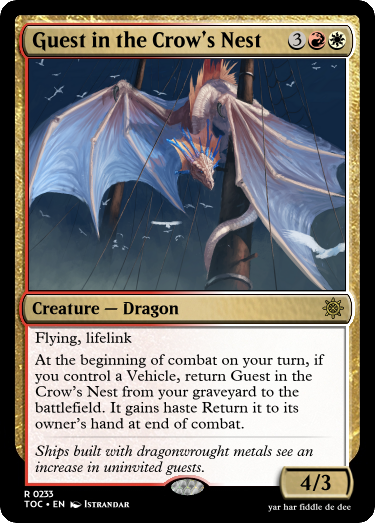 Guest in the Crow's Nest 3
Creature — Dragon
Flying, lifelink
At the beginning of combat on your turn, if
you control a Vehicle, return Guest in the
Crow's Nest from your graveyard to the
battlefield. It gains haste Return it to its
owner's hand at end of combat.
Ships built with dragonwrought metals see an
increase in uninvited guests.
4/3
R 0233
TOC • EN Istrandar
yar har fiddle de dee